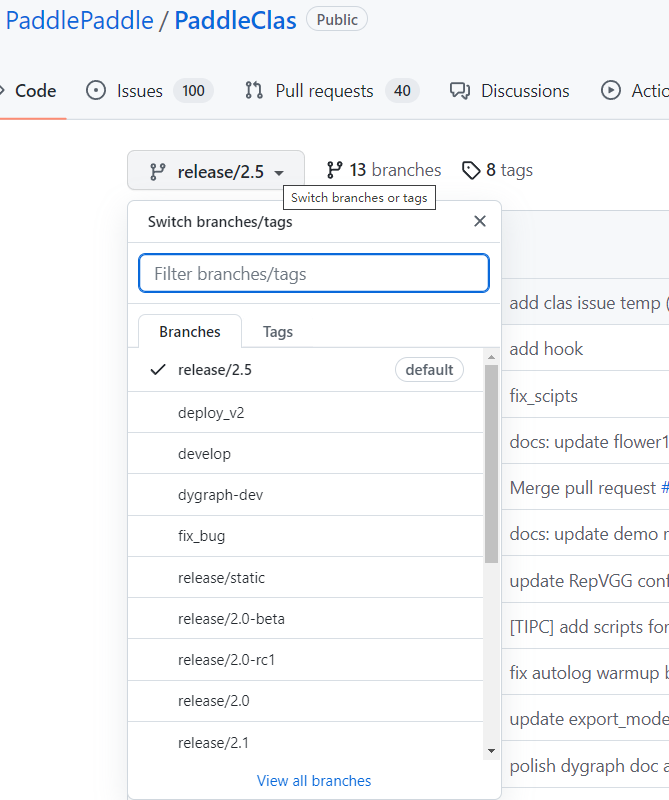 PaddlePaddle / PaddleClas Public
Code Issues 100 Pull requests 40 Discussions Actio
release/2.5 13 branches 8 tags
Switch branches or tags
Switch branches/tags
Filter branches/tags
Branches Tags
release/2.5 default
deploy_v2
develop
dygraph-dev
fix_bug
release/static
release/2.0-beta
release/2.0-rc1
release/2.0
release/2.1
View all branches
add clas issue temp (
add hook
fix_scipts
docs: update flower1
Merge pull request #
docs: update demo r
update RepVGG conf
[TIPC] add scripts for
fix autolog warmup b
update export_mode
polish dygraph doc a